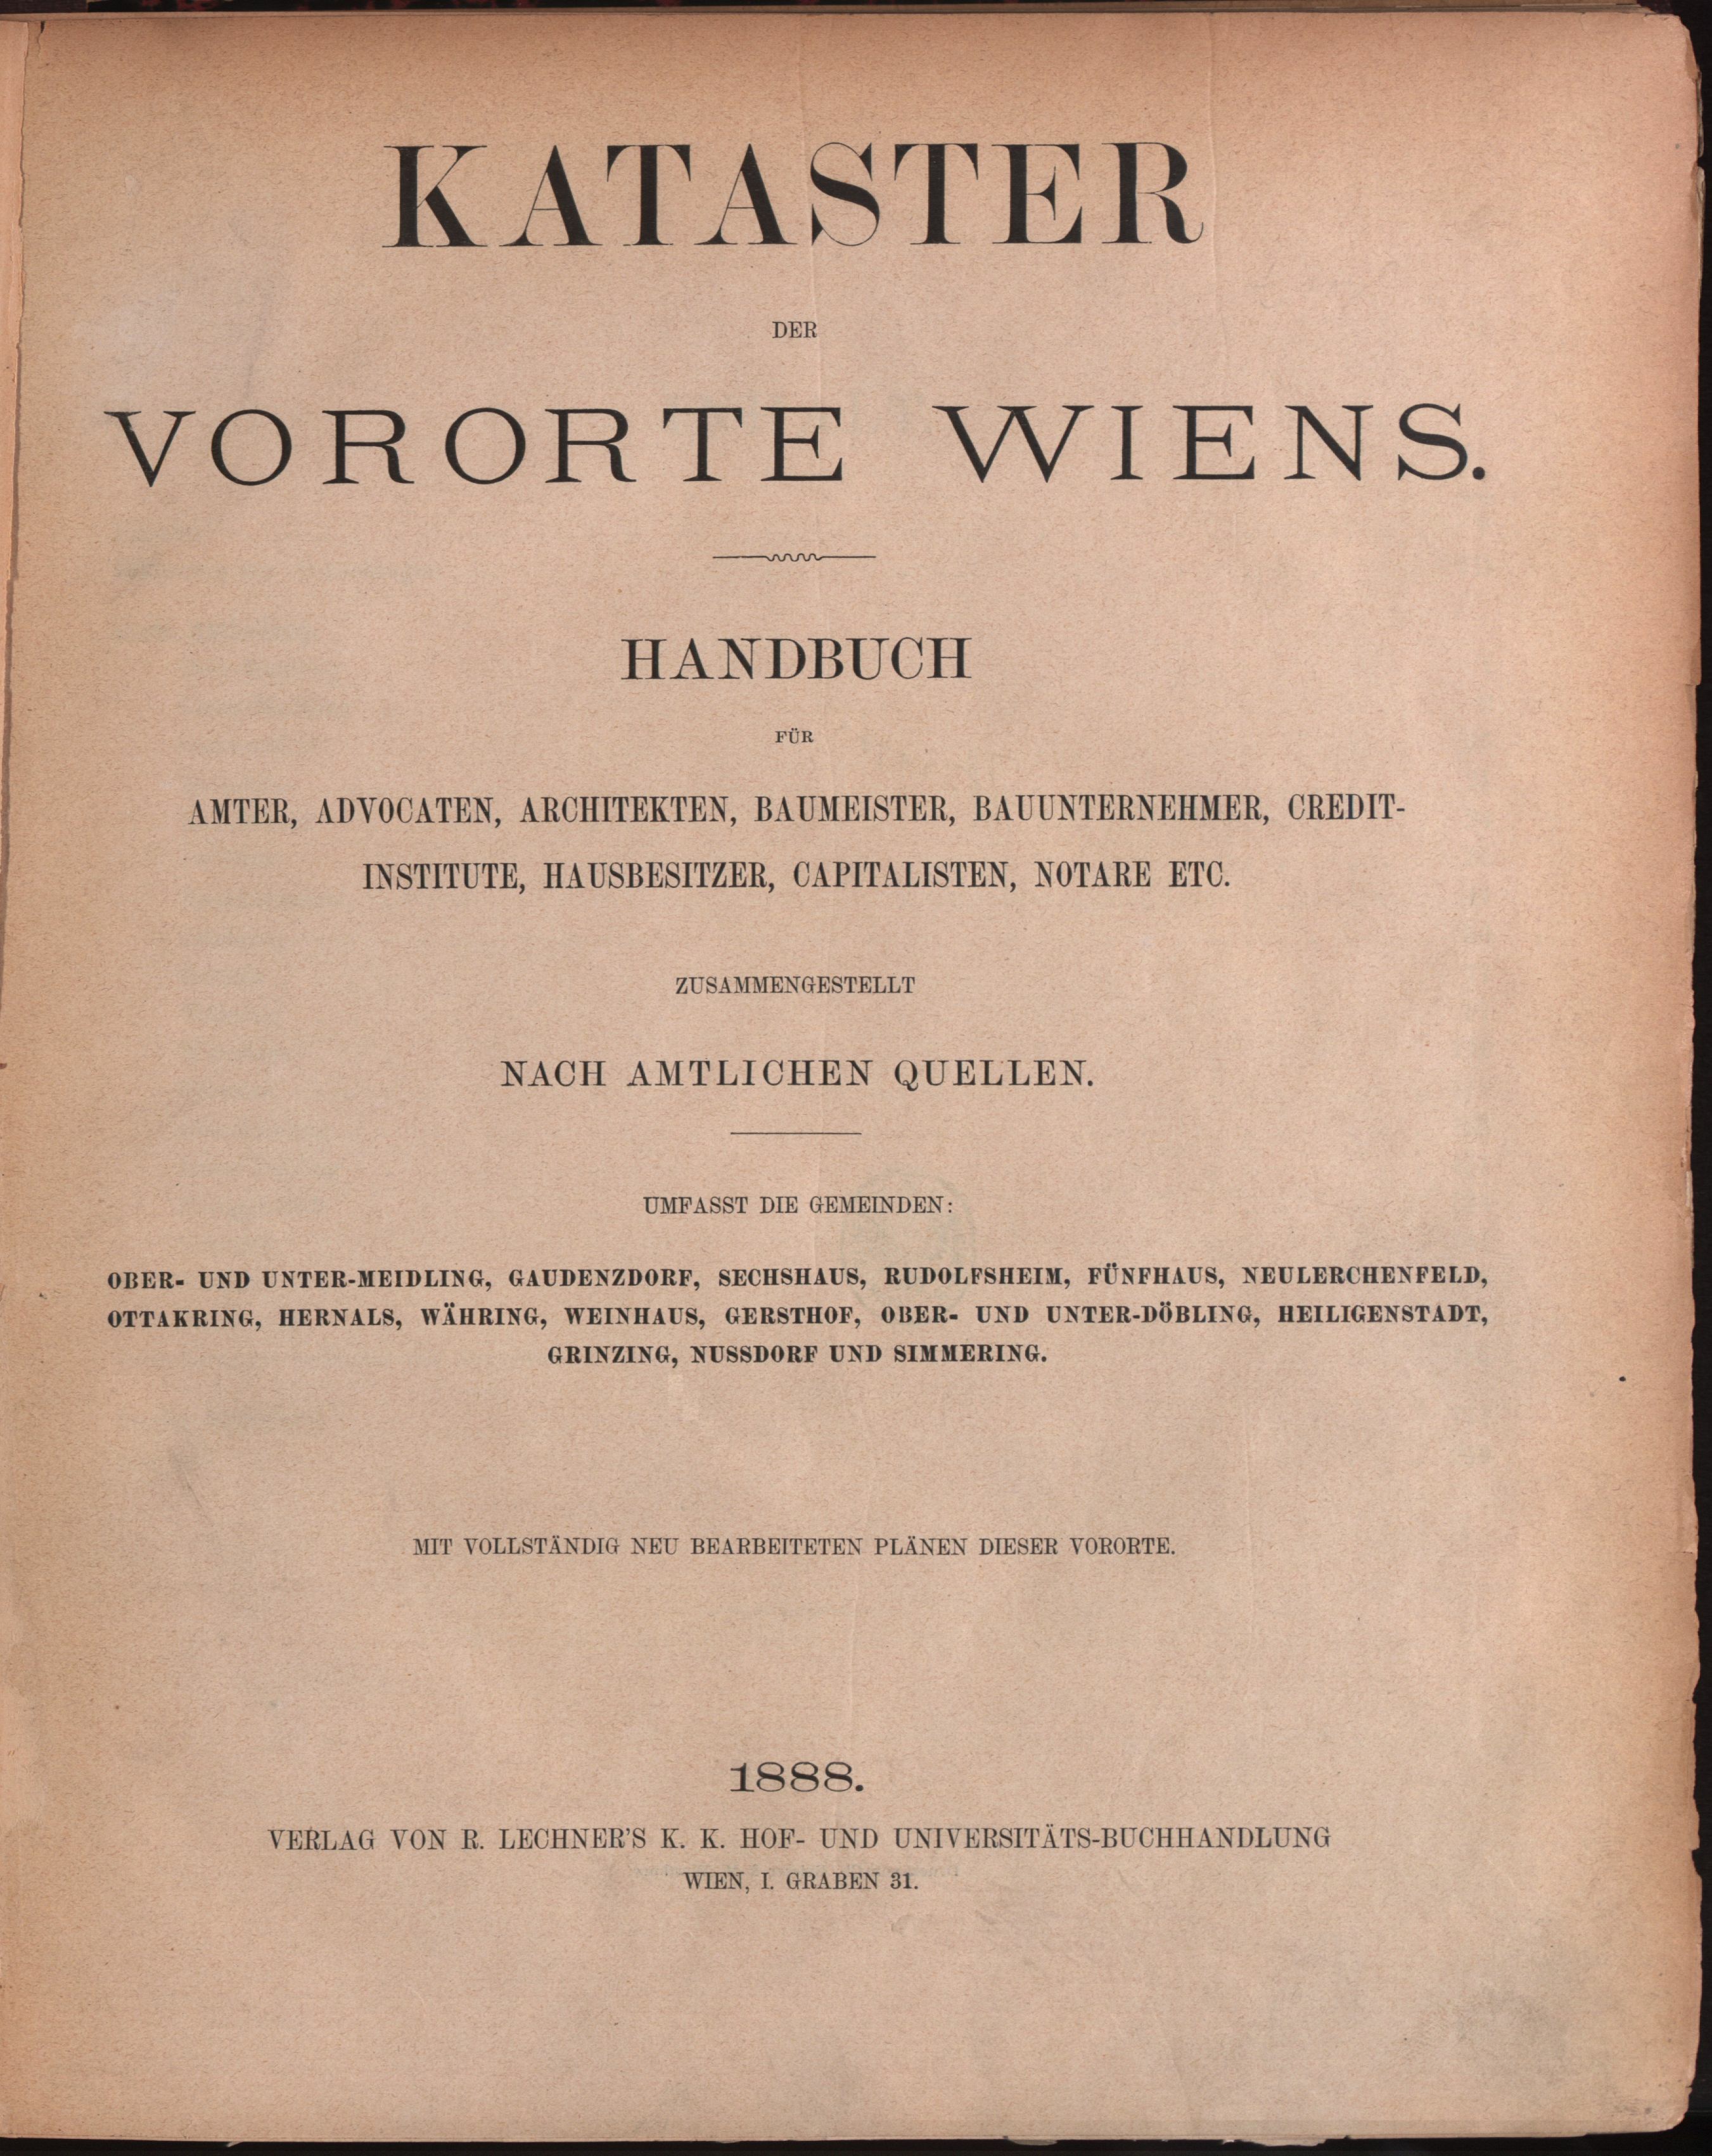 KATASTER
DER
VORORTE WIENS.
HANDBUCH
FÜR
AMTER, ADVOCATEN, ARCHITEKTEN, BAUMEISTER, BAUUNTERNEHMER, CREDIT-
INSTITUTE, HAUSBESITZER, CAPITALISTEN, NOTARE ETC.
ZUSAMMENGESTELLT
NACH AMTLICHEN QUELLEN.
UMFASST DIE GEMEINDEN:
OBER- UND UNTER-MEIDLING, GAUDENZDORF, SECHSHAUS, RUDOLFSHEIM, FÜNFHAUS, NEULERCHENFELD,
OTTAKRING, HERNALS, WÄHRING, WEINHAUS, GERSTHOF, OBER- UND UNTER-DÖBLING, HEILIGENSTADT,
GRINZING, NUSSDORF UND SIMMERING.
MIT VOLLSTÄNDIG NEU BEARBEITETEN PLÄNEN DIESER VORORTE.
1888.
VERLAG VON R. LECHNER'S K. K. HOF- UND UNIVERSITÄTS-BUCHHANDLUNG
WIEN, I. GRABEN 31.